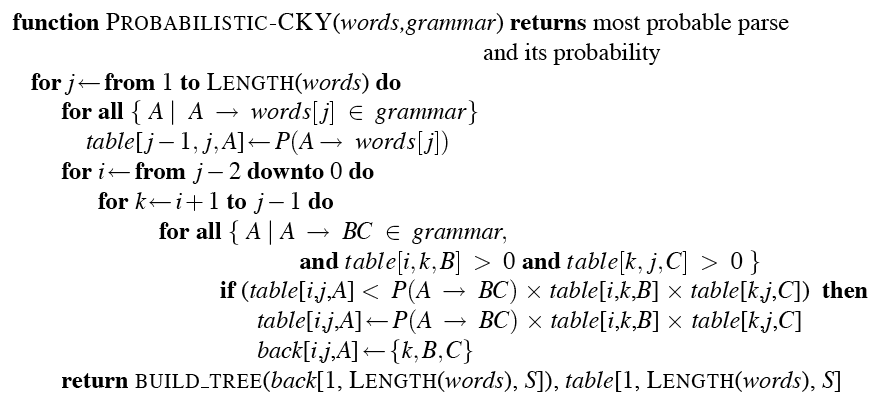 function PROBABILISTIC-CKY(words,grammar) returns most probable parse
and its probability
for j ← from 1 to LENGTH(words) do
for all { A | A → words[j] ∈ grammar}
table[j − 1, j, A] ← P(A → words[j])
for i ← from j − 2 downto 0 do
for k ← i + 1 to j − 1 do
for all { A | A → BC ∈ grammar,
and table[i, k, B] > 0 and table[k, j, C] > 0 }
if (table[i,j,A] < P(A → BC) × table[i,k,B] × table[k,j,C]) then
table[i,j,A] ← P(A → BC) × table[i,k,B] × table[k,j,C]
back[i,j,A] ← {k, B, C}
return BUILD_TREE(back[1, LENGTH(words), S]), table[1, LENGTH(words), S]